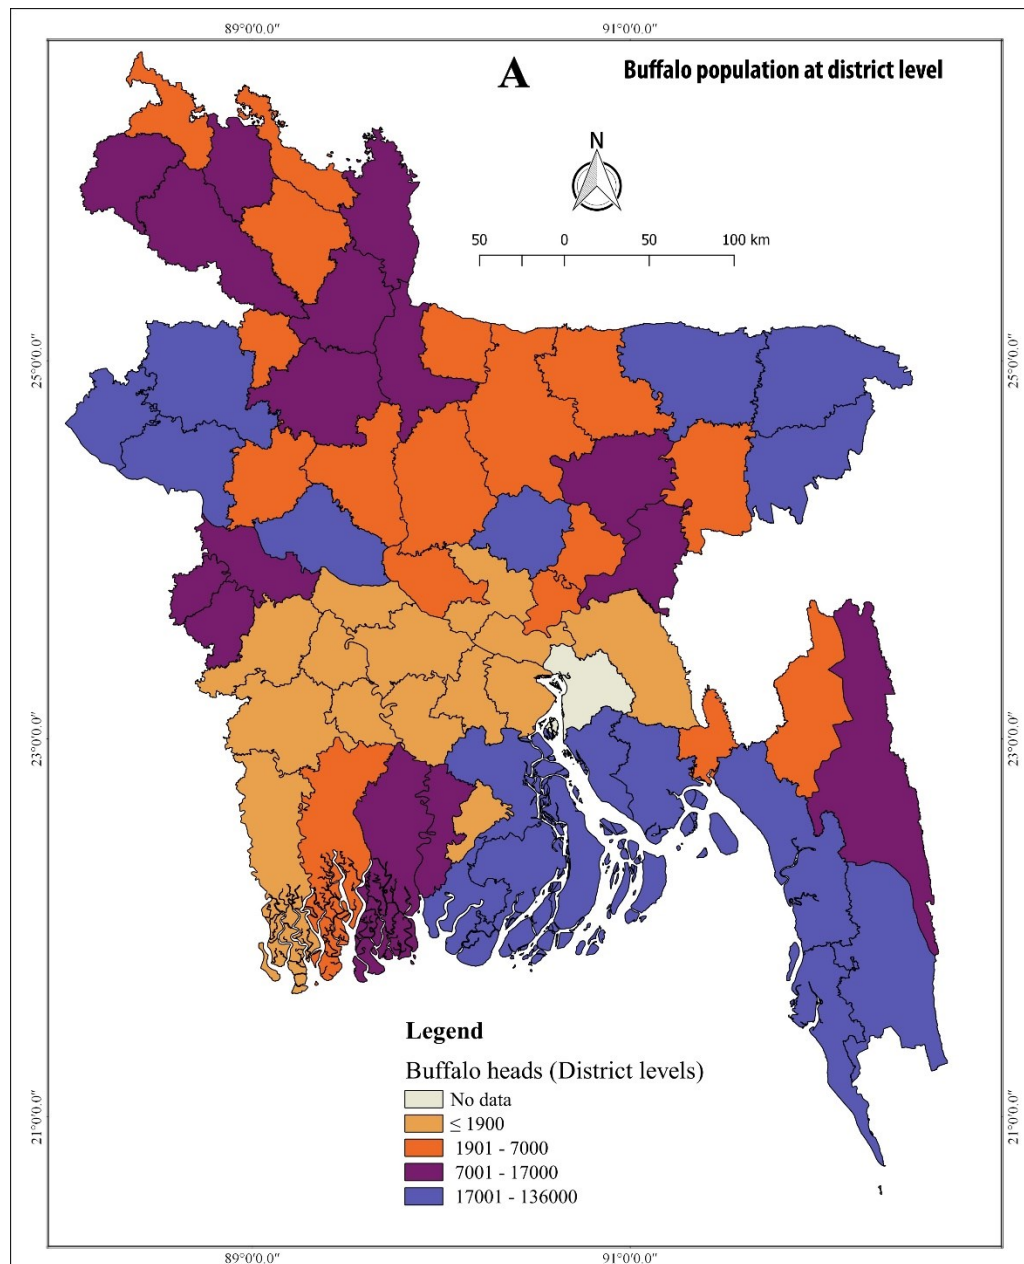 89°0'0.0"
91°0'0.0"
A
Buffalo population at district level
N
50
0
50
100 km
25°0'0.0"
25°0'0.0"
23°0'0.0"
23°0'0.0"
21°0'0.0"
21°0'0.0"
Legend
Buffalo heads (District levels)
No data
≤ 1900
1901 - 7000
7001 - 17000
17001 - 136000
89°0'0.0"
91°0'0.0"